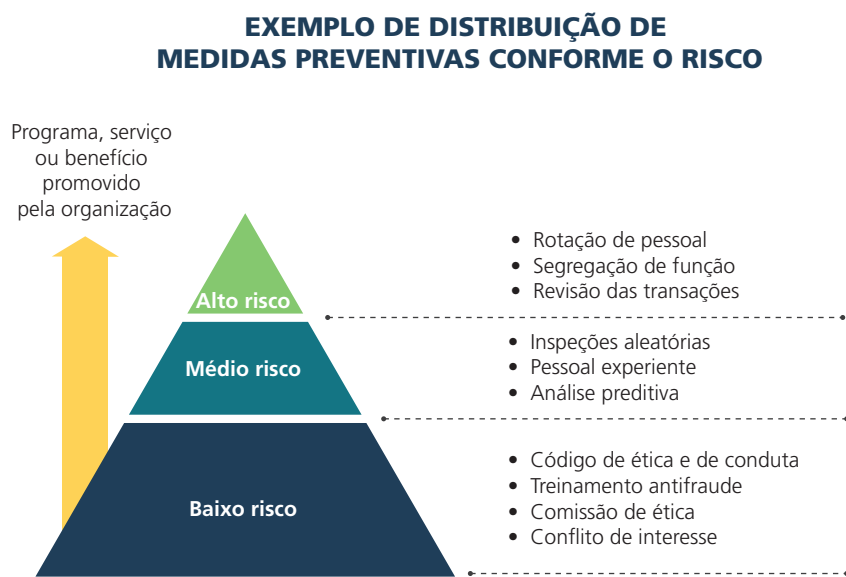 EXEMPLO DE DISTRIBUIÇÃO DE
MEDIDAS PREVENTIVAS CONFORME O RISCO
Programa, serviço
ou benefício
promovido
pela organização
Alto risco
• Rotação de pessoal
• Segregação de função
• Revisão das transações
Médio risco
• Inspeções aleatórias
• Pessoal experiente
• Análise preditiva
Baixo risco
• Código de ética e de conduta
• Treinamento antifraude
• Comissão de ética
• Conflito de interesse